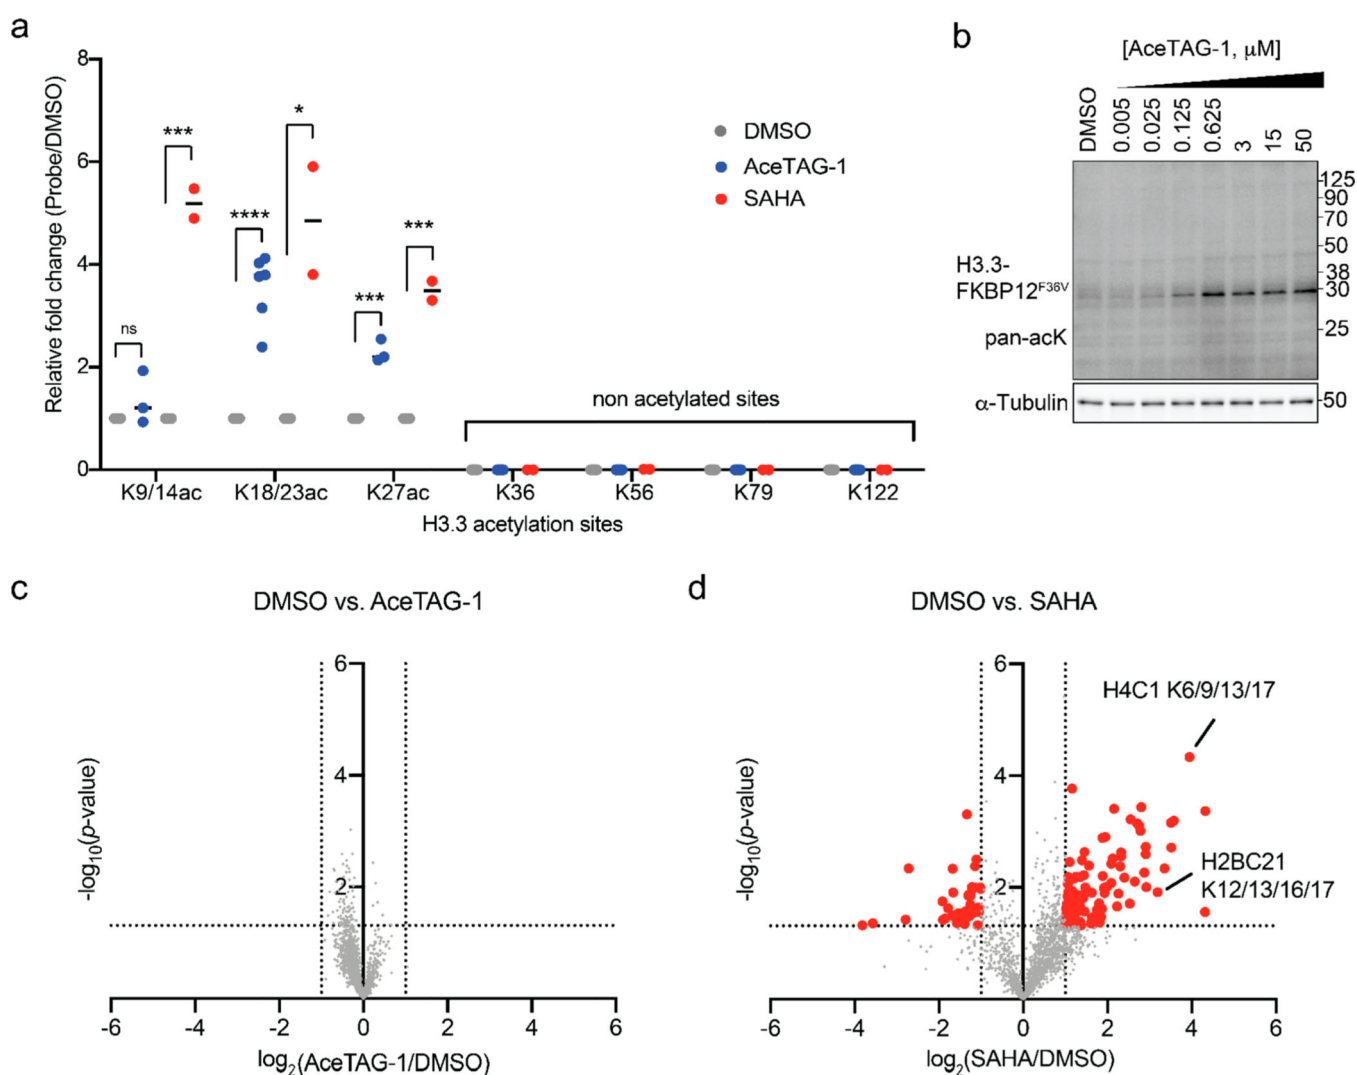 a
Relative fold change (Probe/DMSO)
8
6
4
2
0
ns
***
****
*
***
***
DMSO
AceTAG-1
SAHA
non acetylated sites
K9/14ac K18/23ac K27ac K36 K56 K79 K122
H3.3 acetylation sites
b
[AceTAG-1, μM]
DMSO 0.005 0.025 0.125 0.625 3 15 50
125
90
70
50
38
30
25
H3.3-
FKBP12F36V
pan-acK
α-Tubulin
50
c
DMSO vs. AceTAG-1
-log10(p-value)
6
4
2
-6 -4 -2 0 2 4 6
log2(AceTAG-1/DMSO)
d
DMSO vs. SAHA
-log10(p-value)
6
4
2
H4C1 K6/9/13/17
H2BC21
K12/13/16/17
-6 -4 -2 0 2 4 6
log2(SAHA/DMSO)